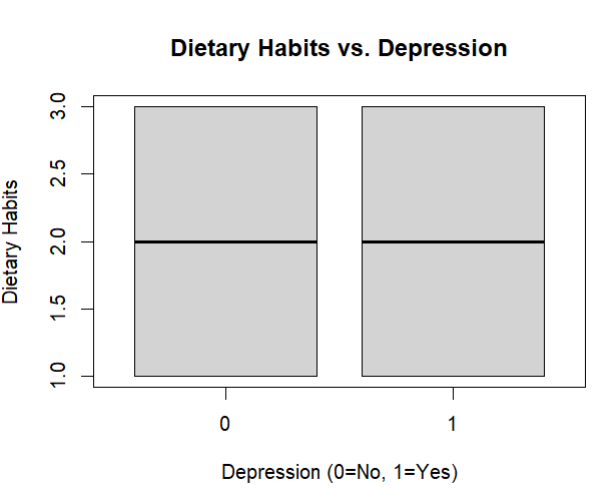 Dietary Habits vs. Depression
Dietary Habits
3.0
2.5
2.0
1.5
1.0
0
1
Depression (0=No, 1=Yes)